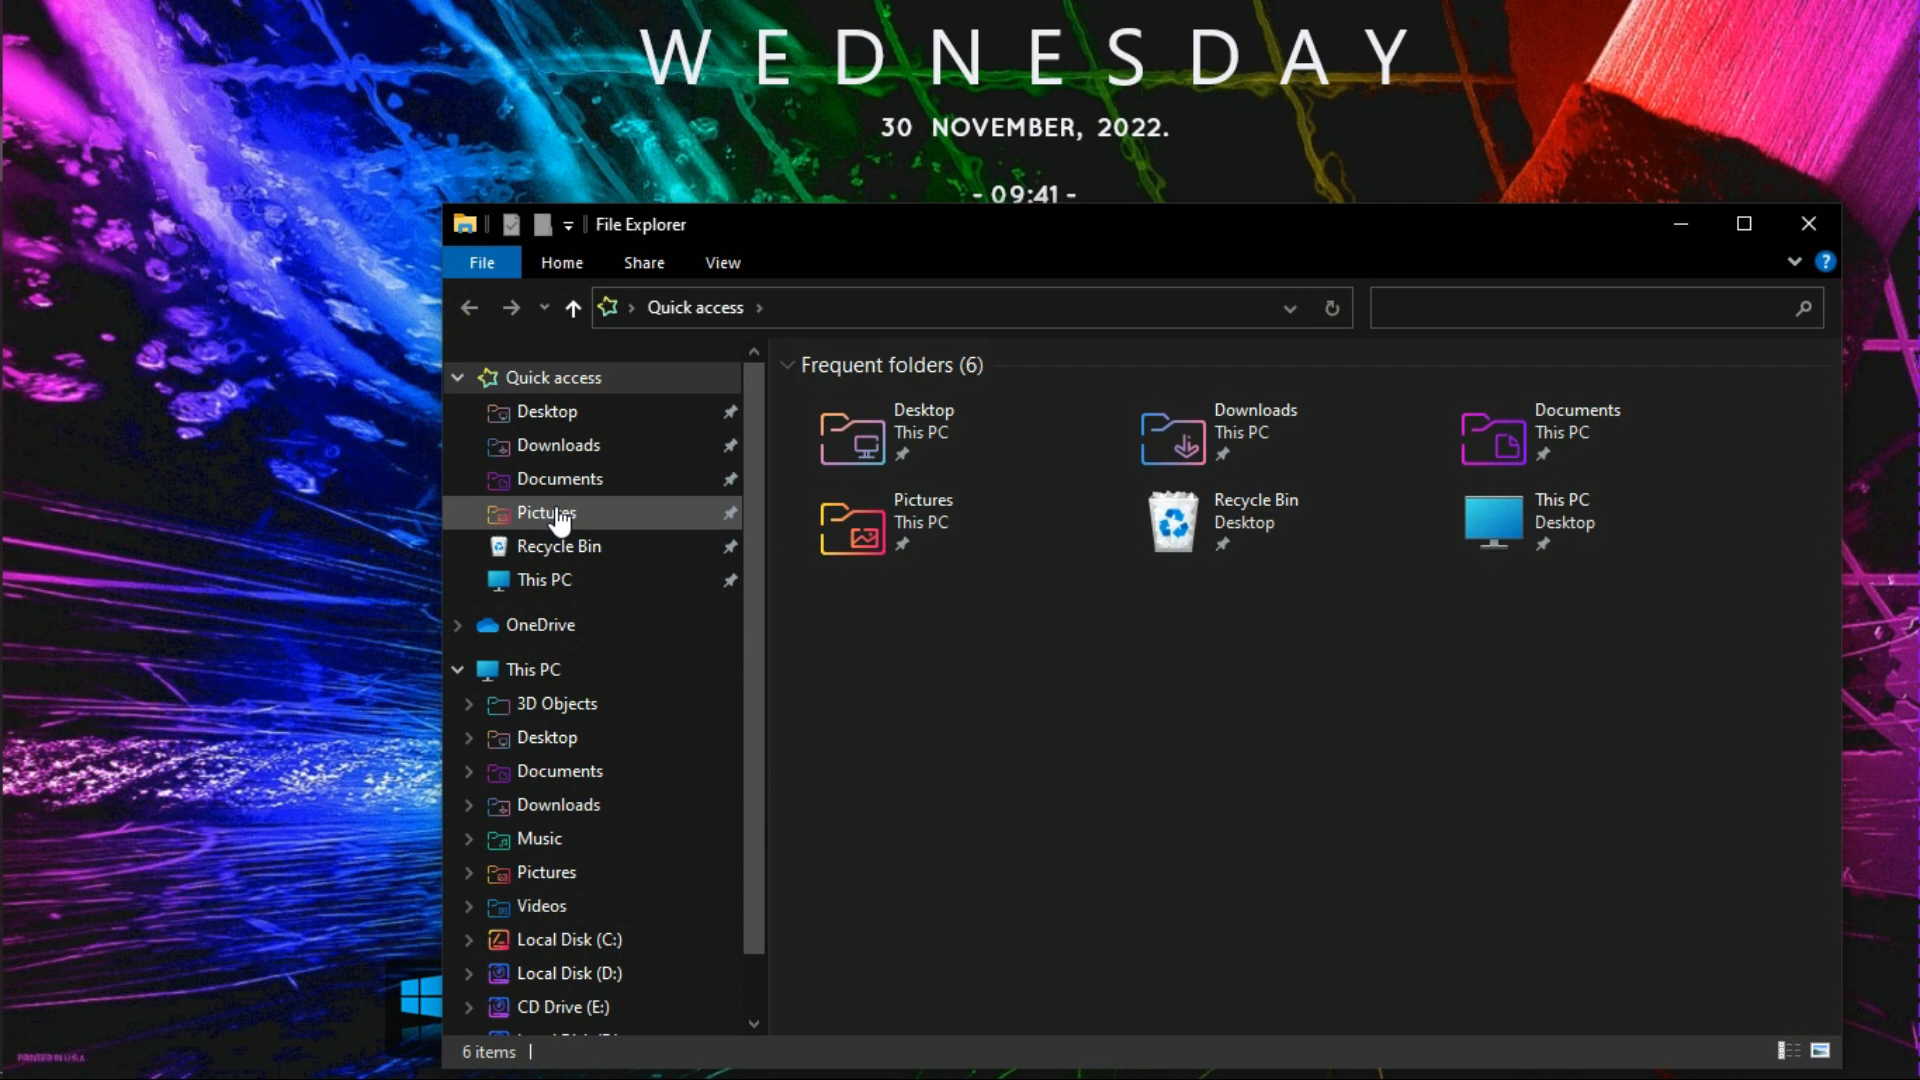 WEDNESDAY
30 NOVEMBER, 2022.
- 09:41 -
File Explorer
File Home Share View
?
Quick access
Quick access
Desktop
Downloads
Documents
Pictures
Recycle Bin
This PC
OneDrive
This PC
3D Objects
Desktop
Documents
Downloads
Music
Pictures
Videos
Local Disk (C:)
Local Disk (D:)
CD Drive (E:)
Frequent folders (6)
Desktop
This PC
Downloads
This PC
Documents
This PC
Pictures
This PC
Recycle Bin
Desktop
This PC
Desktop
6 items
PRINTED IN U.S.A.